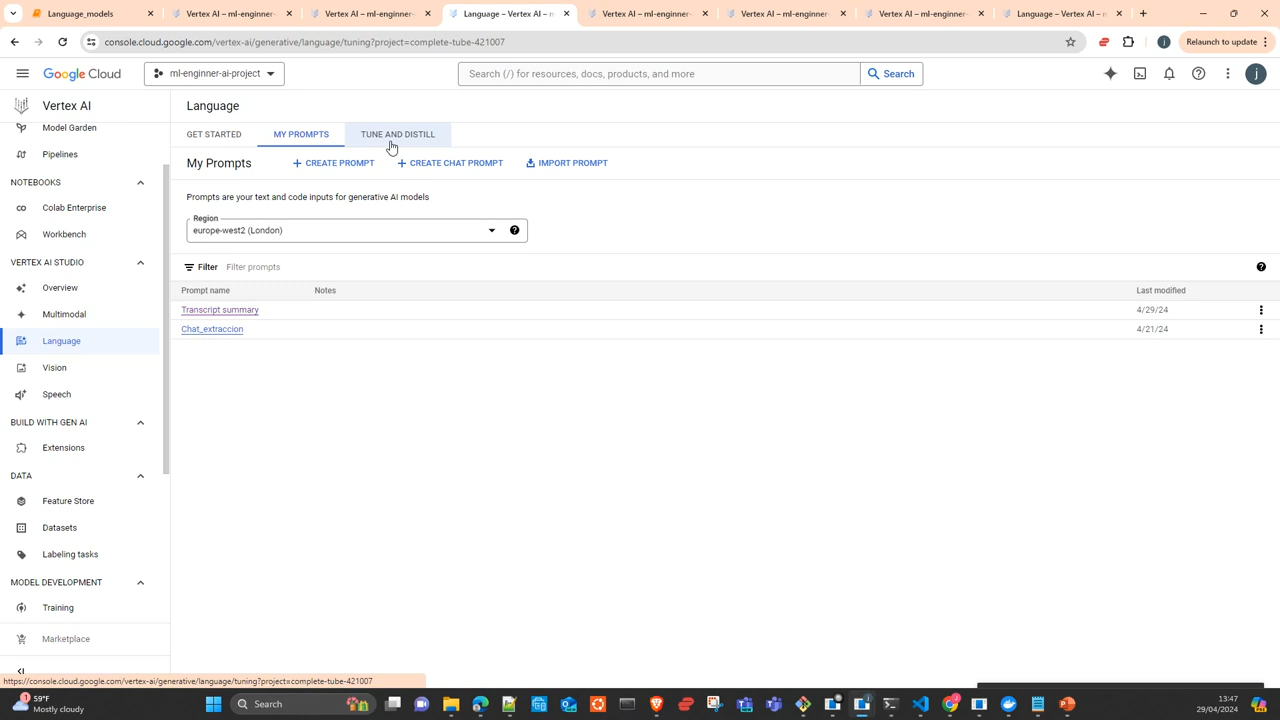 Language_models
Vertex AI – ml-enginner-
Vertex AI – ml-enginner-
Language – Vertex AI – m
Vertex AI – ml-enginner-
Vertex AI – ml-enginner-
Vertex AI – ml-enginner-
Language – Vertex AI – m
console.cloud.google.com/vertex-ai/generative/language/tuning?project=complete-tube-421007
j
Relaunch to update
Google Cloud
ml-enginner-ai-project
Search (/) for resources, docs, products, and more
Search
j
Vertex AI
Model Garden
Pipelines
NOTEBOOKS
Colab Enterprise
Workbench
VERTEX AI STUDIO
Overview
Multimodal
Language
Vision
Speech
BUILD WITH GEN AI
Extensions
DATA
Feature Store
Datasets
Labeling tasks
MODEL DEVELOPMENT
Training
Marketplace
Language
GET STARTED
MY PROMPTS
TUNE AND DISTILL
My Prompts
CREATE PROMPT
CREATE CHAT PROMPT
IMPORT PROMPT
Prompts are your text and code inputs for generative AI models
Region
europe-west2 (London)
Filter
Filter prompts
Prompt name
Notes
Last modified
Transcript summary
4/29/24
Chat_extraccion
4/21/24
https://console.cloud.google.com/vertex-ai/generative/language/tuning?project=complete-tube-421007
1
59°F
Mostly cloudy
Search
13:47
29/04/2024